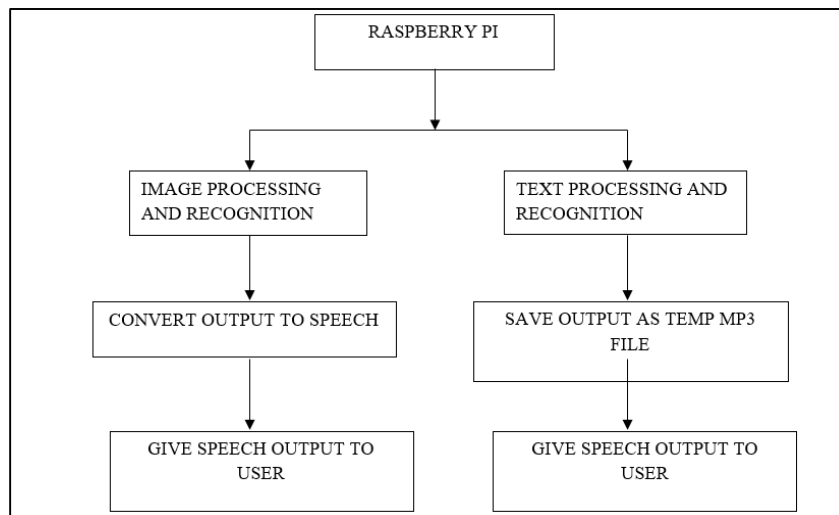 RASPBERRY PI
IMAGE PROCESSING
AND RECOGNITION
TEXT PROCESSING AND
RECOGNITION
CONVERT OUTPUT TO SPEECH
SAVE OUTPUT AS TEMP MP3
FILE
GIVE SPEECH OUTPUT TO
USER
GIVE SPEECH OUTPUT TO
USER